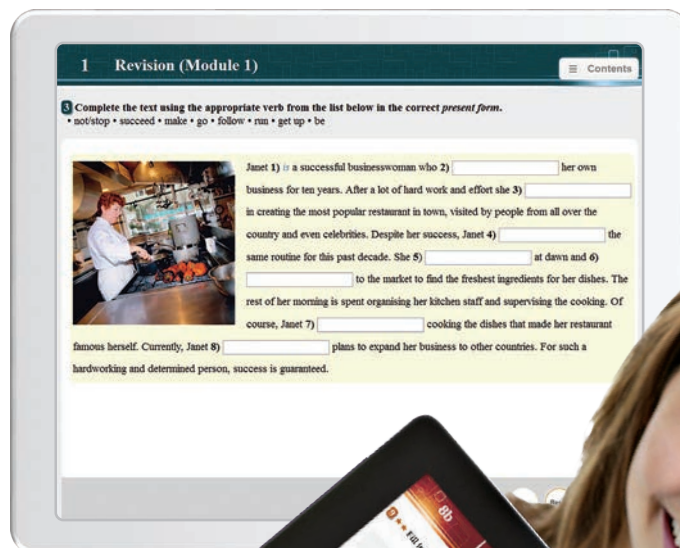 1 Revision (Module 1)
≡ Contents
3 Complete the text using the appropriate verb from the list below in the correct present form.
• not/stop • succeed • make • go • follow • run • get up • be
Janet 1) is a successful businesswoman who 2) her own
business for ten years. After a lot of hard work and effort she 3)
in creating the most popular restaurant in town, visited by people from all over the
country and even celebrities. Despite her success, Janet 4) the
same routine for this past decade. She 5) at dawn and 6)
to the market to find the freshest ingredients for her dishes. The
rest of her morning is spent organising her kitchen staff and supervising the cooking. Of
course, Janet 7) cooking the dishes that made her restaurant
famous herself. Currently, Janet 8) plans to expand her business to other countries. For such a
hardworking and determined person, success is guaranteed.
8b
9 ★★ Fill